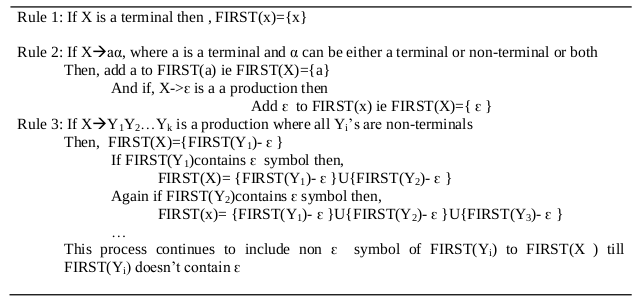 Rule 1: If X is a terminal then , FIRST(x)={x}
Rule 2: If X→aα, where a is a terminal and α can be either a terminal or non-terminal or both
Then, add a to FIRST(a) ie FIRST(X)={a}
And if, X->ε is a a production then
Add ε to FIRST(x) ie FIRST(X)={ ε }
Rule 3: If X→Y₁Y₂…Yₖ is a production where all Yᵢ's are non-terminals
Then, FIRST(X)={FIRST(Y₁)- ε }
If FIRST(Y₁)contains ε symbol then,
FIRST(X)= {FIRST(Y₁)- ε }U{FIRST(Y₂)- ε }
Again if FIRST(Y₂)contains ε symbol then,
FIRST(x)= {FIRST(Y₁)- ε }U{FIRST(Y₂)- ε }U{FIRST(Y₃)- ε }
…
This process continues to include non ε symbol of FIRST(Yᵢ) to FIRST(X ) till
FIRST(Yᵢ) doesn't contain ε